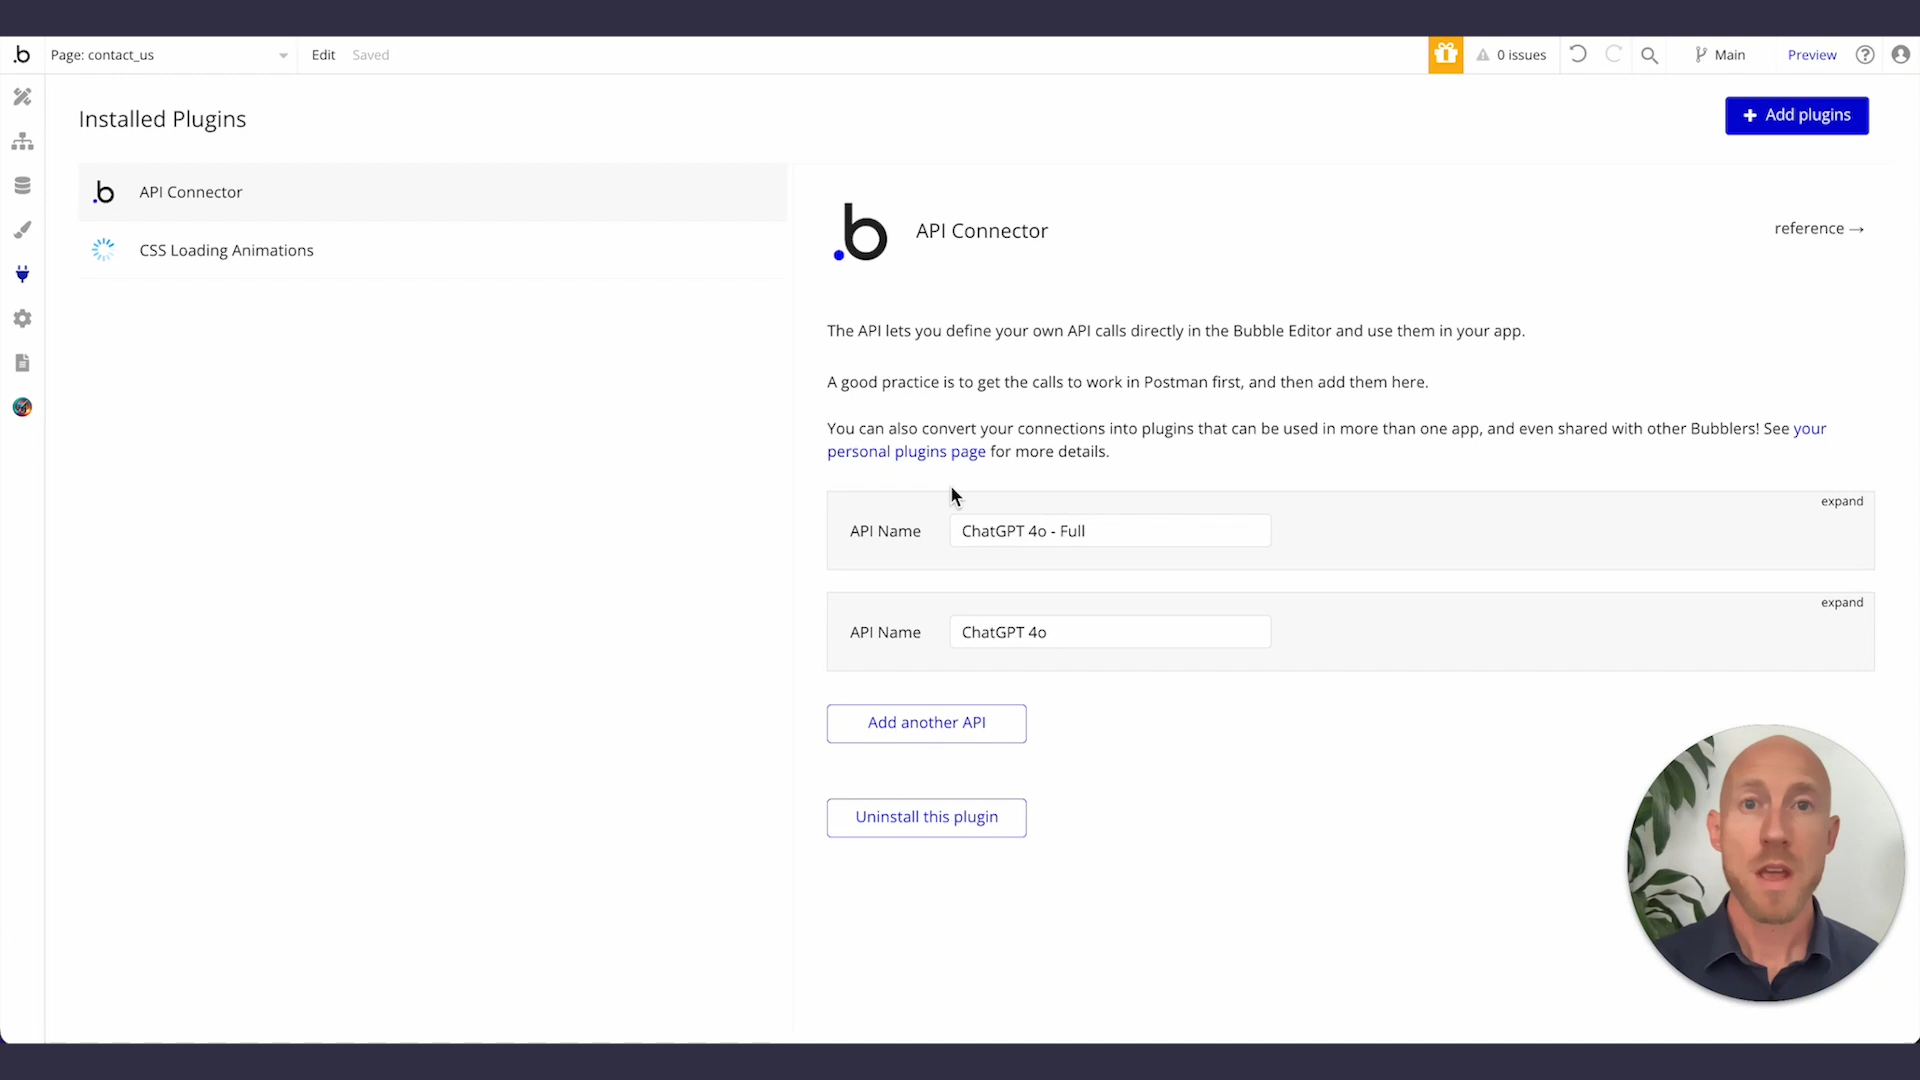 Page: contact_us
Edit
Saved
0 issues
Main
Preview
Installed Plugins
+ Add plugins
API Connector
CSS Loading Animations
API Connector
reference →
The API lets you define your own API calls directly in the Bubble Editor and use them in your app.
A good practice is to get the calls to work in Postman first, and then add them here.
You can also convert your connections into plugins that can be used in more than one app, and even shared with other Bubblers! See your
personal plugins page for more details.
expand
API Name
ChatGPT 4o - Full
expand
API Name
ChatGPT 4o
Add another API
Uninstall this plugin